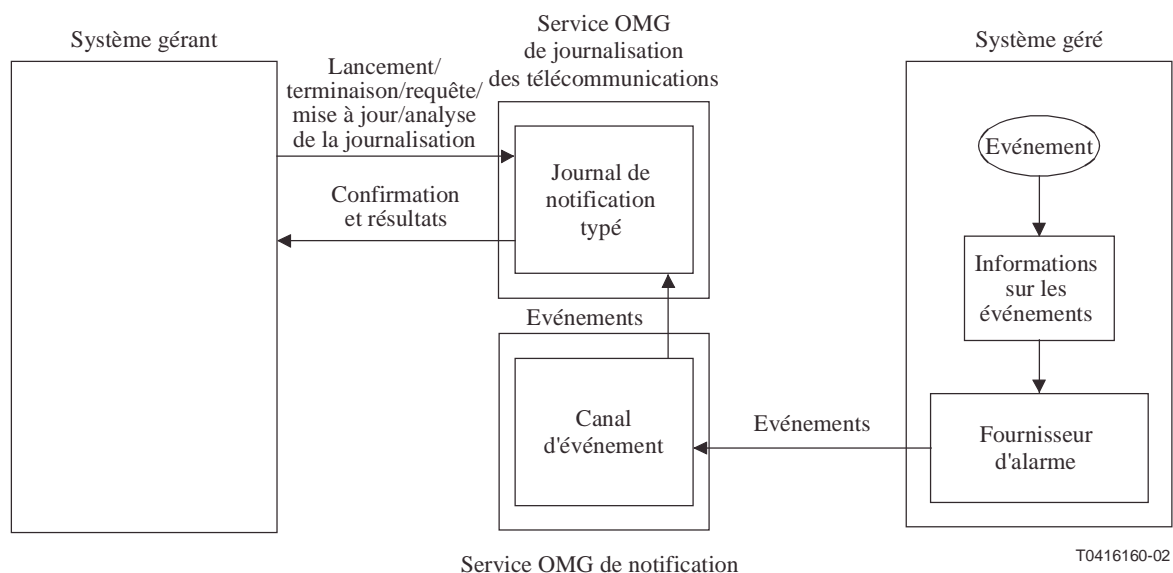 Système gérant
Service OMG
de journalisation
des télécommunications
Système géré
Lancement/
terminaison/requête/
mise à jour/analyse
de la journalisation
Confirmation
et résultats
Journal de
notification
typé
Evénement
Informations
sur les
événements
Evénements
Canal
d'événement
Evénements
Fournisseur
d'alarme
Service OMG de notification
T0416160-02